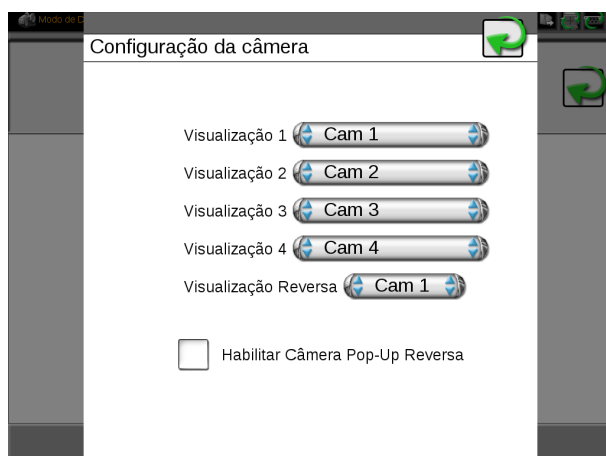 Modo de D
Configuração da câmera
Visualização 1 Cam 1
Visualização 2 Cam 2
Visualização 3 Cam 3
Visualização 4 Cam 4
Visualização Reversa Cam 1
Habilitar Câmera Pop-Up Reversa